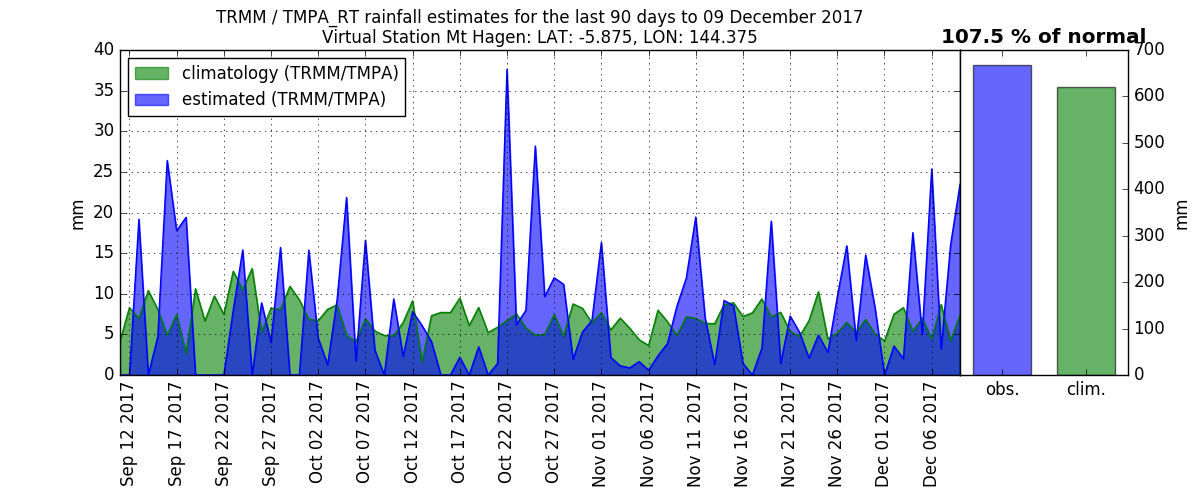 TRMM / TMPA_RT rainfall estimates for the last 90 days to 09 December 2017
Virtual Station Mt Hagen: LAT: -5.875, LON: 144.375
107.5 % of normal
climatology (TRMM/TMPA)
estimated (TRMM/TMPA)
40
35
30
25
20
15
10
5
0
mm
700
600
500
400
300
200
100
0
mm
obs.
clim.
Sep 12 2017
Sep 17 2017
Sep 22 2017
Sep 27 2017
Oct 02 2017
Oct 07 2017
Oct 12 2017
Oct 17 2017
Oct 22 2017
Oct 27 2017
Nov 01 2017
Nov 06 2017
Nov 11 2017
Nov 16 2017
Nov 21 2017
Nov 26 2017
Dec 01 2017
Dec 06 2017